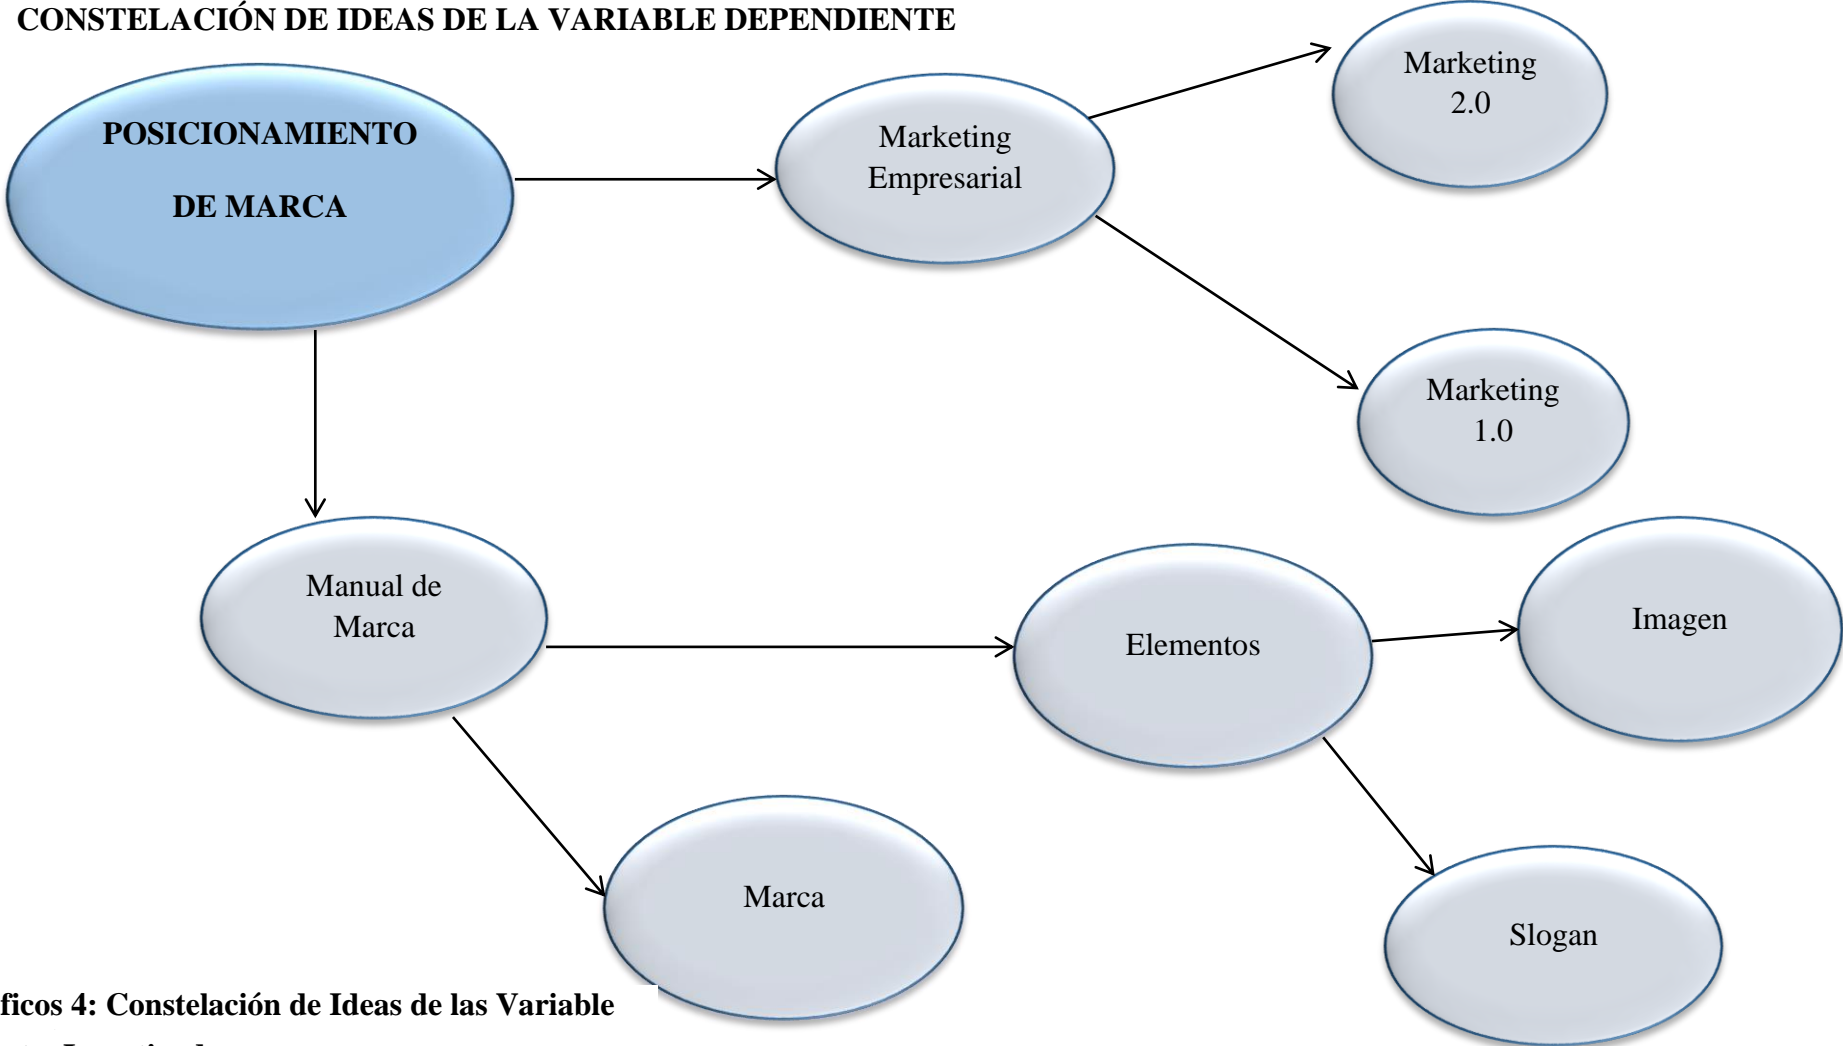 CONSTELACIÓN DE IDEAS DE LA VARIABLE DEPENDIENTE
POSICIONAMIENTO
DE MARCA
Marketing
Empresarial
Marketing
2.0
Marketing
1.0
Manual de
Marca
Elementos
Imagen
Marca
Slogan
ficos 4: Constelación de Ideas de las Variable